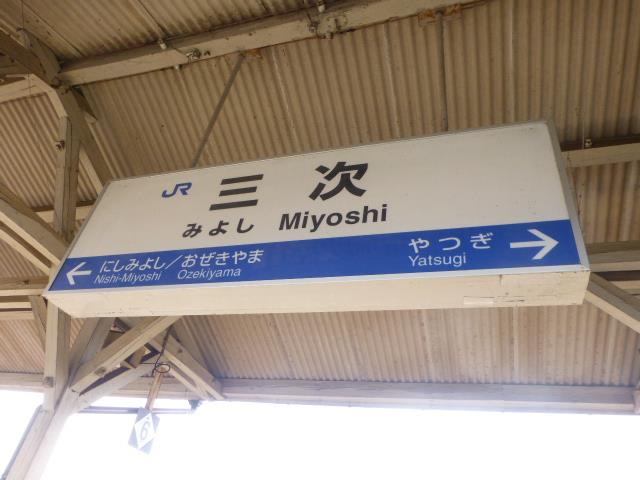 JR 三次
みよし Miyoshi
にしみよし/おぜきやま
Nishi-Miyoshi Ozekiyama
やつぎ
Yatsugi
6